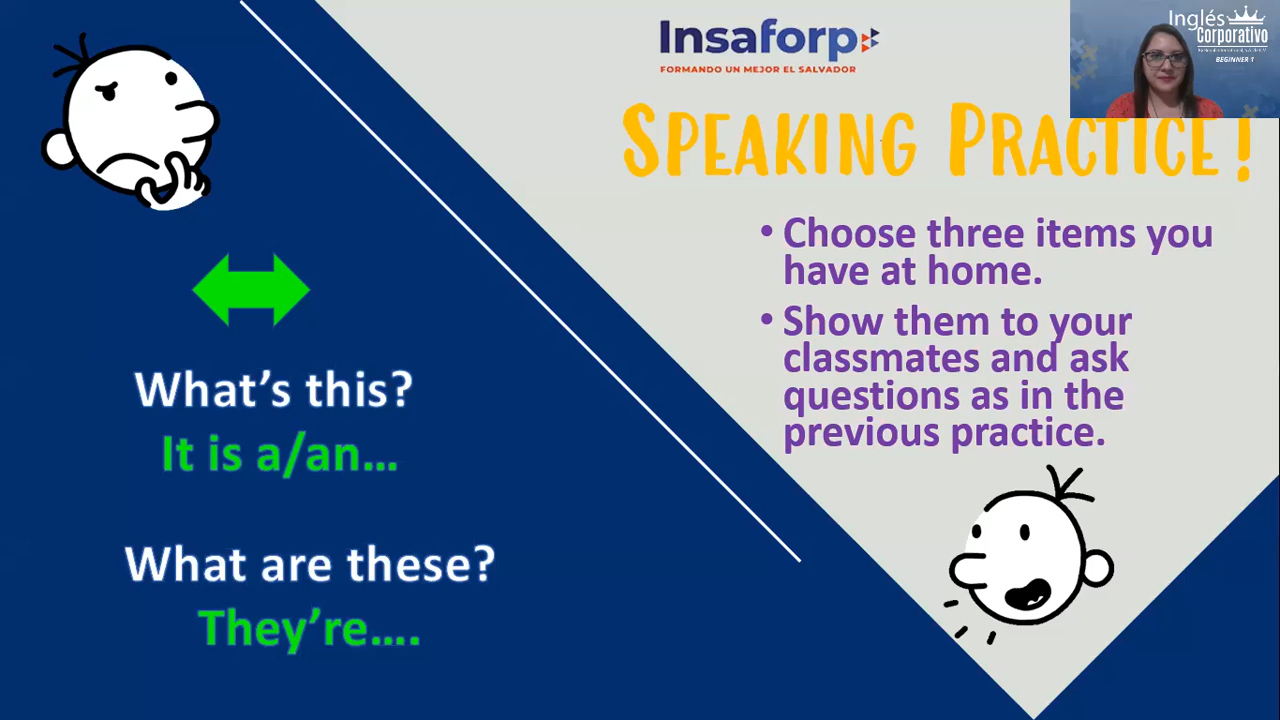 Insaforp
FORMANDO UN MEJOR EL SALVADOR
Inglés
Corporativo
BEGINNER 1
SPEAKING PRACTICE!
• Choose three items you
have at home.
• Show them to your
classmates and ask
questions as in the
previous practice.
What's this?
It is a/an...
What are these?
They're....